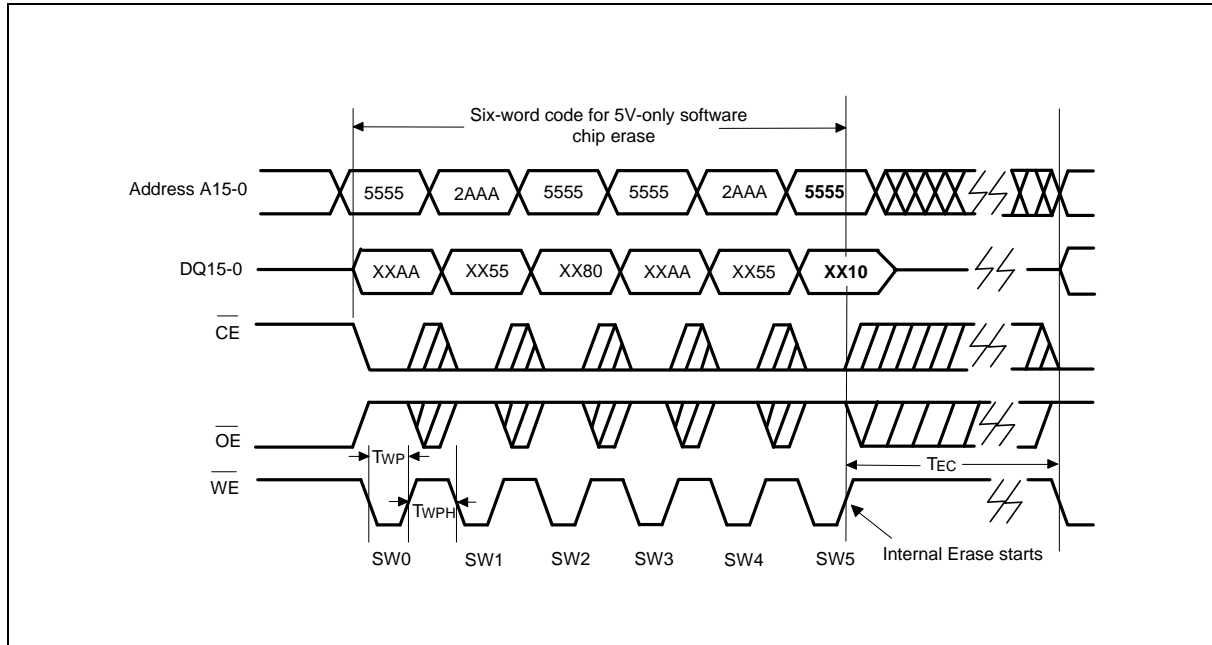 Six-word code for 5V-only software
chip erase
Address A15-0
5555 2AAA 5555 5555 2AAA 5555
DQ15-0
XXAA XX55 XX80 XXAA XX55 XX10
CE
OE
TWP
TEC
WE
TWPH
Internal Erase starts
SW0 SW1 SW2 SW3 SW4 SW5